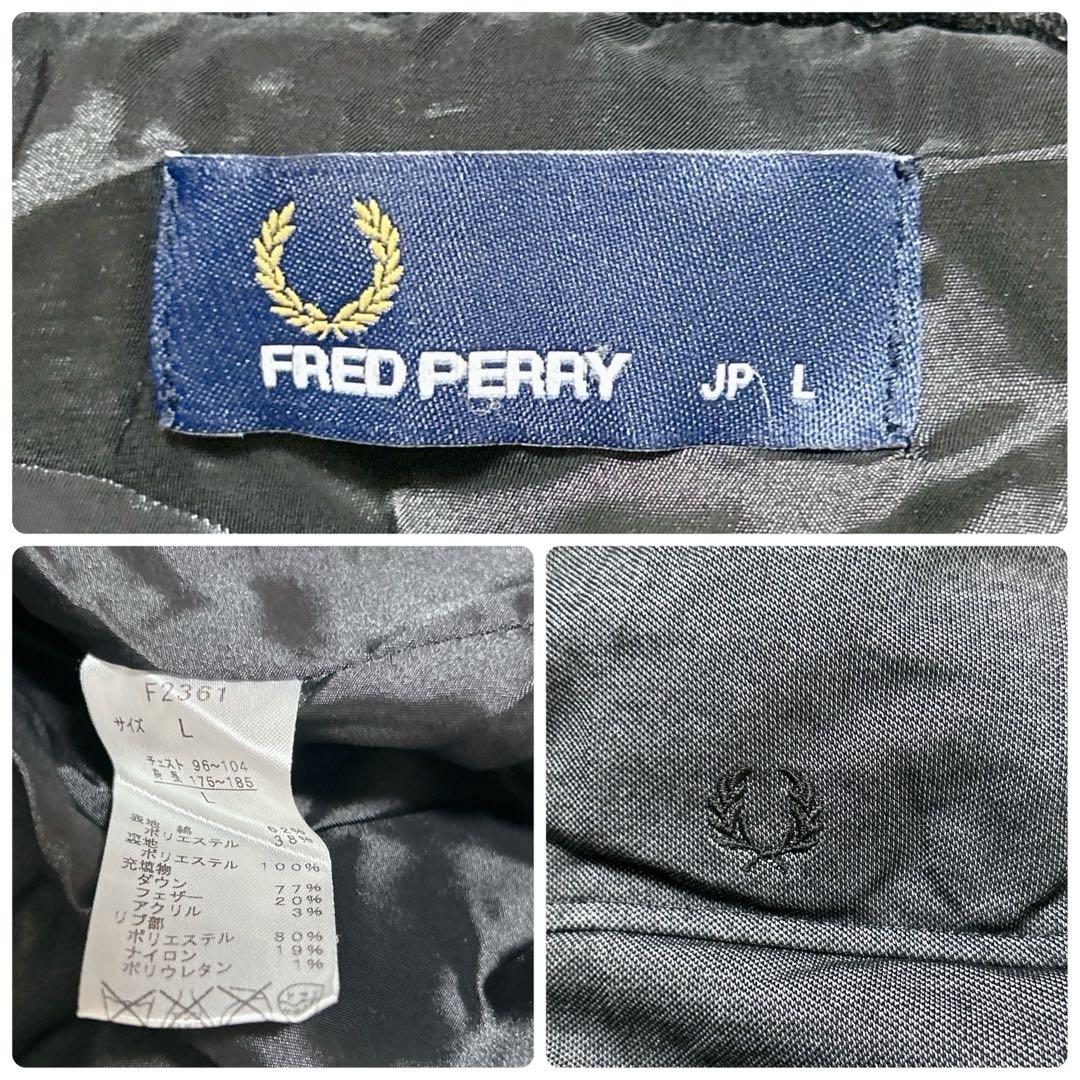 FRED PERRY JP L
F2361
サイズ L
チェスト 96~104
身長 175~185
L
表地 綿 62%
ポリエステル 38%
裏地
ポリエステル 100%
充填物
ダウン 77%
フェザー 20%
アクリル 3%
リブ部
ポリエステル 80%
ナイロン 19%
ポリウレタン 1%